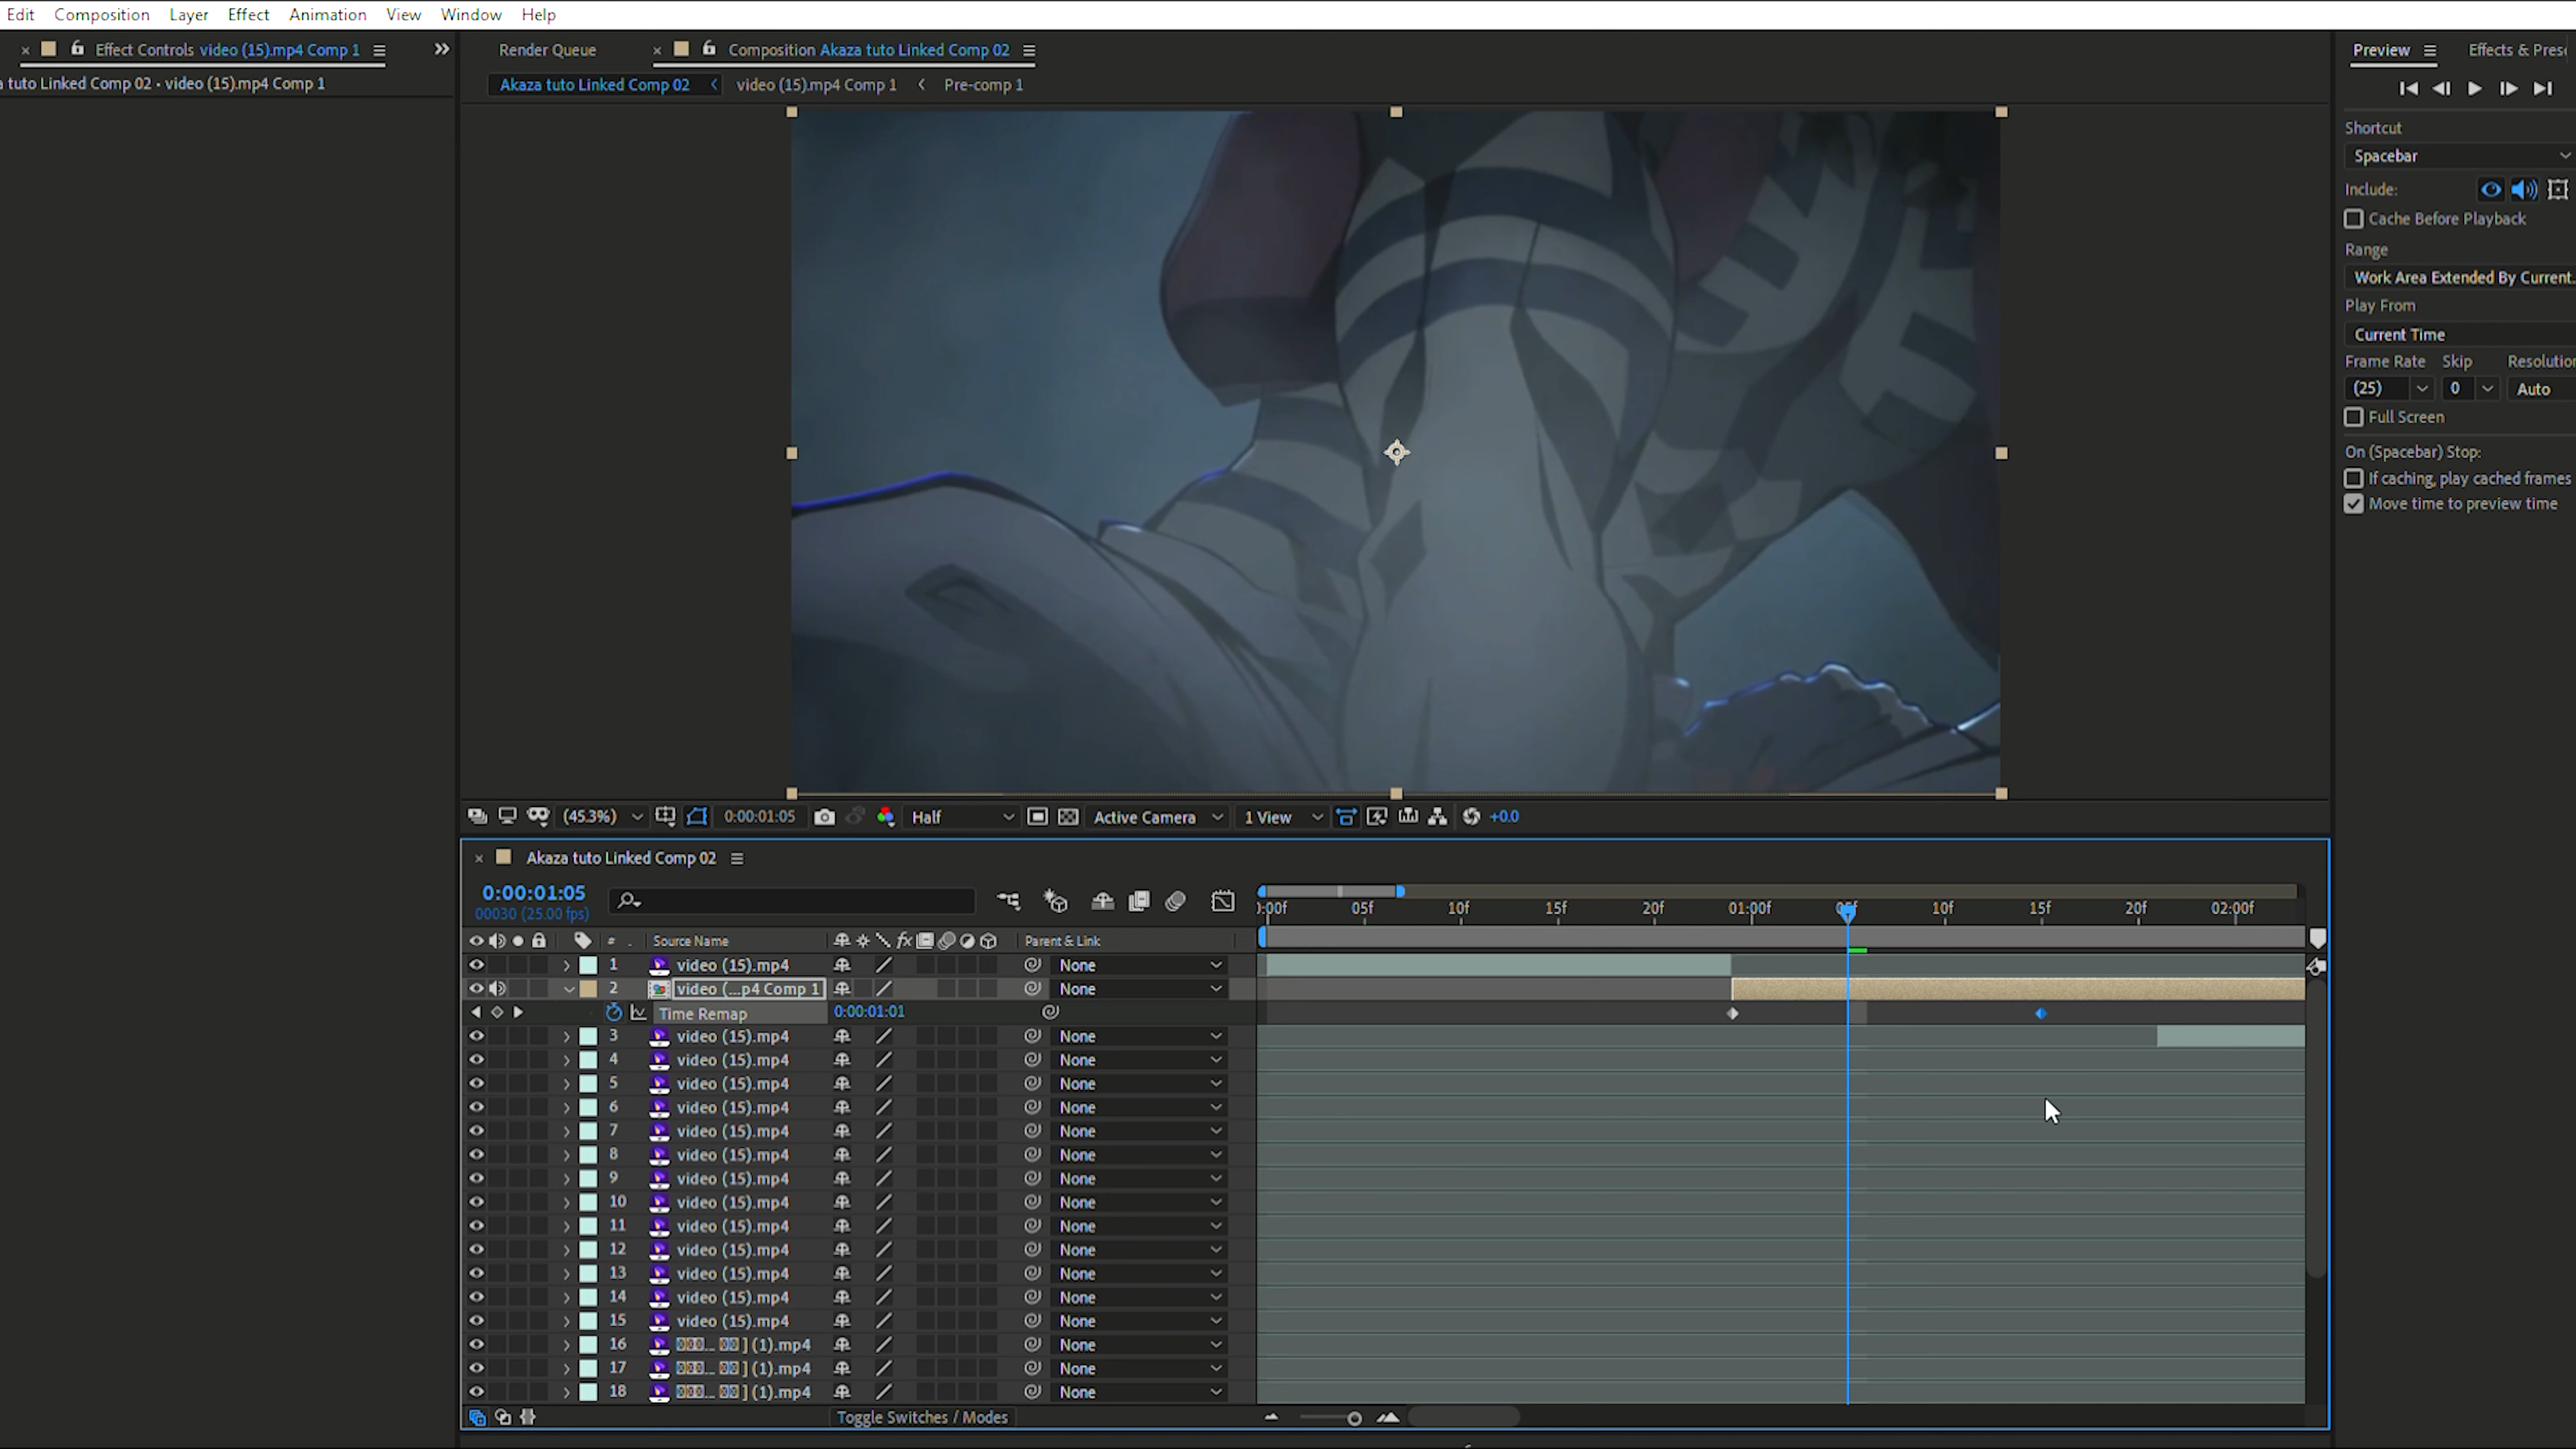 Edit Composition Layer Effect Animation View Window Help
× Effect Controls video (15).mp4 Comp 1
tuto Linked Comp 02 • video (15).mp4 Comp 1
Render Queue × Composition Akaza tuto Linked Comp 02
Akaza tuto Linked Comp 02 video (15).mp4 Comp 1 Pre-comp 1
Preview Effects & Pres
Shortcut
Spacebar
Include:
Cache Before Playback
Range
Work Area Extended By Current...
Play From
Current Time
Frame Rate Skip Resolution
(25) 0 Auto
Full Screen
On (Spacebar) Stop:
If caching, play cached frames
Move time to preview time
(45.3%) 0:00:01:05 Half Active Camera 1 View +0.0
× Akaza tuto Linked Comp 02
0:00:01:05
00030 (25.00 fps)
):00f 05f 10f 15f 20f 01:00f 05f 10f 15f 20f 02:00f
# . Source Name fx Parent & Link
1 video (15).mp4 None
2 video (...p4 Comp 1 None
Time Remap 0:00:01:01
3 video (15).mp4 None
4 video (15).mp4 None
5 video (15).mp4 None
6 video (15).mp4 None
7 video (15).mp4 None
8 video (15).mp4 None
9 video (15).mp4 None
10 video (15).mp4 None
11 video (15).mp4 None
12 video (15).mp4 None
13 video (15).mp4 None
14 video (15).mp4 None
15 video (15).mp4 None
16 ... ](1).mp4 None
17 ... ](1).mp4 None
18 ... ](1).mp4 None
Toggle Switches / Modes